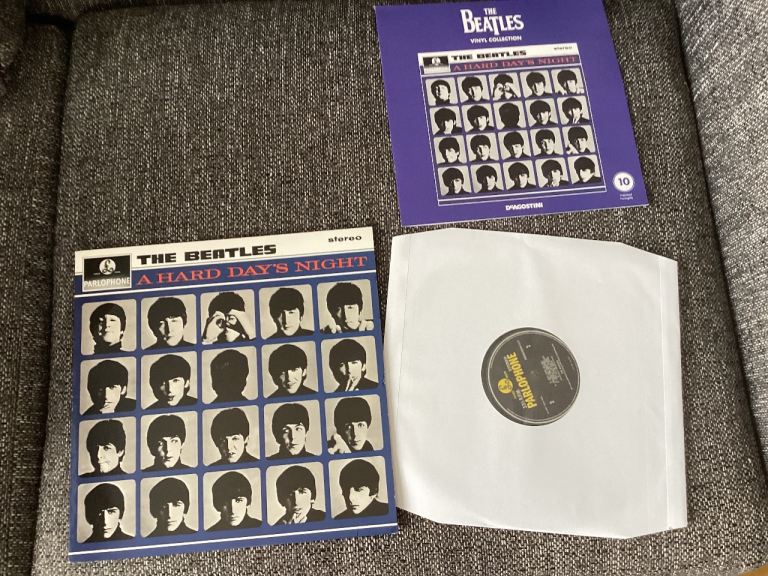 THE
BEATLES
VINYL COLLECTION
stereo
THE BEATLES
A HARD DAY'S NIGHT
10
DEAGOSTINI
stereo
THE BEATLES
PARLOPHONE
A HARD DAY'S NIGHT
PARLOPHONE